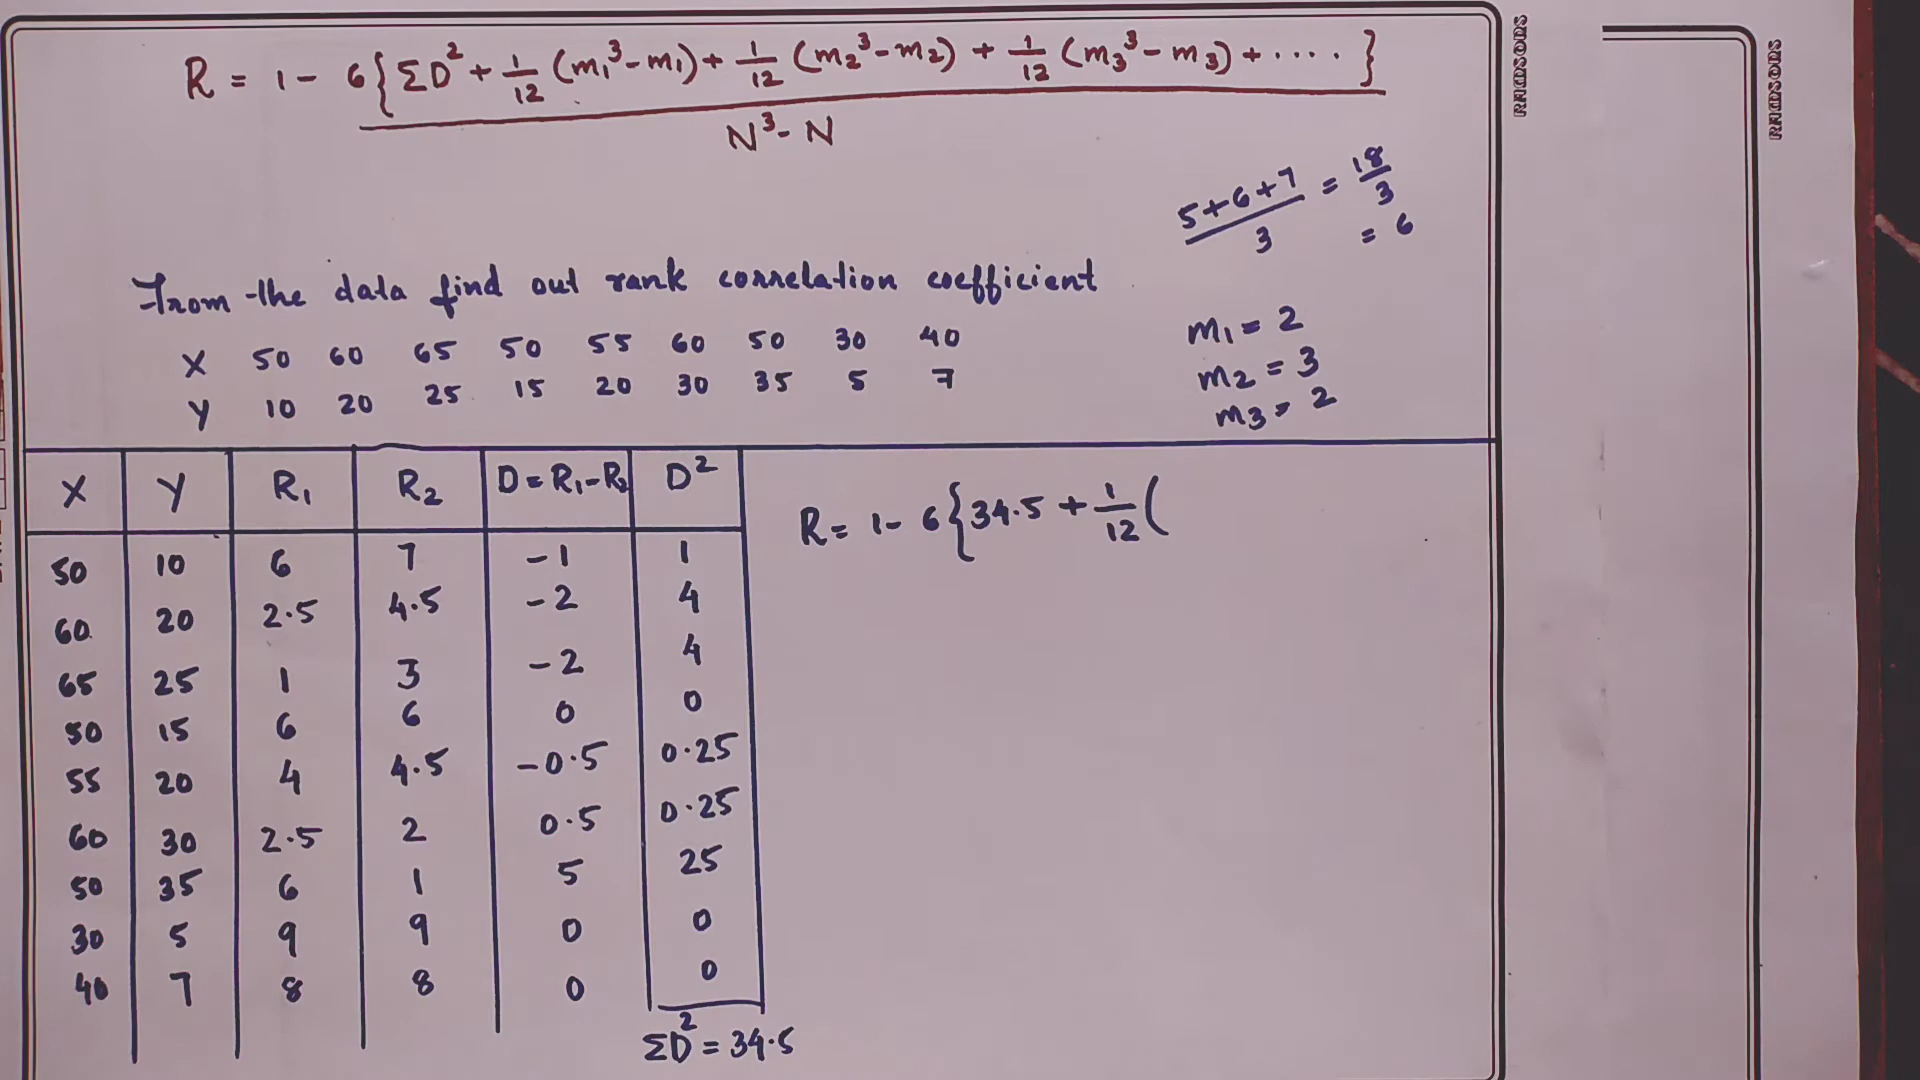 R = 1 - 6{ΣD² + 1/12 (m₁³ - m₁) + 1/12 (m₂³ - m₂) + 1/12 (m₃³ - m₃) + ....}
N³ - N
5+6+7/3 = 18/3
= 6
From the data find out rank correlation coefficient
X 50 60 65 50 55 60 50 30 40
Y 10 20 25 15 20 30 35 5 7
m₁ = 2
m₂ = 3
m₃ = 2
X Y R₁ R₂ D = R₁-R₂ D²
50 10 6 7 -1 1
60 20 2.5 4.5 -2 4
65 25 1 3 -2 4
50 15 6 6 0 0
55 20 4 4.5 -0.5 0.25
60 30 2.5 2 0.5 0.25
50 35 6 1 5 25
30 5 9 9 0 0
40 7 8 8 0 0
ΣD² = 34.5
R = 1 - 6{34.5 + 1/12 (